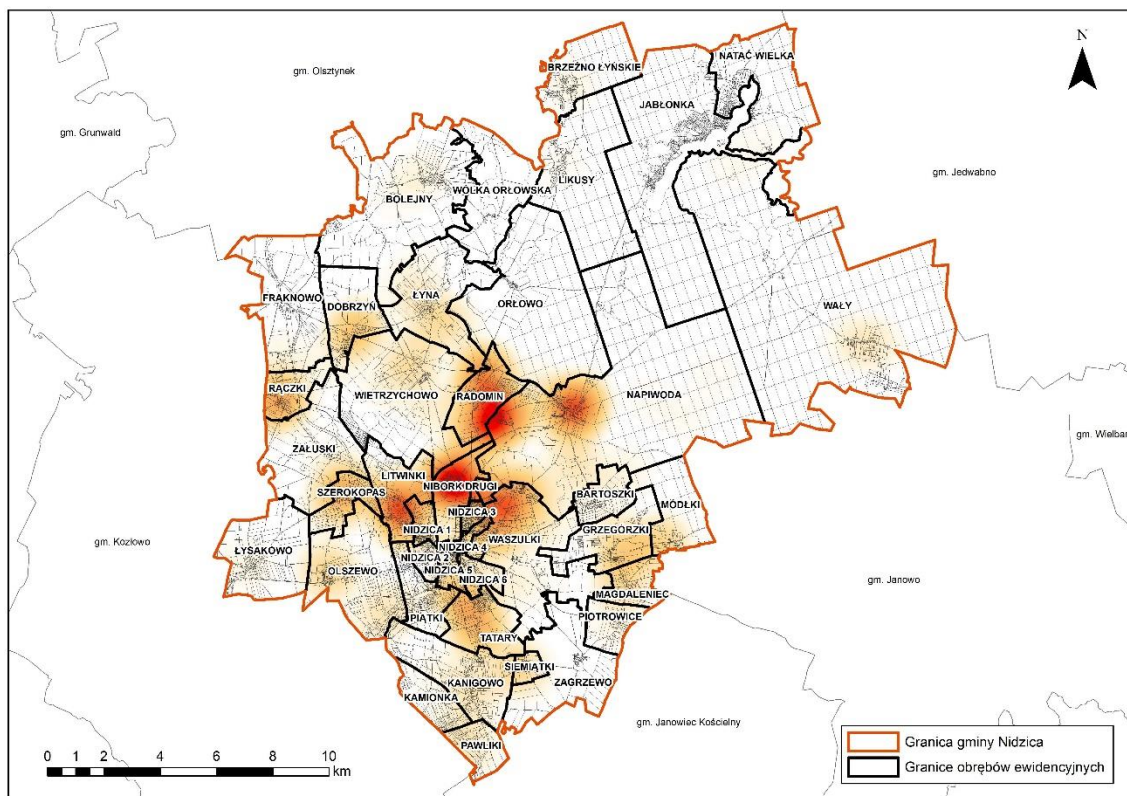 N
gm. Olsztynek
gm. Grunwald
gm. Jedwabno
gm. Wielbar
gm. Kozłowo
gm. Janowo
gm. Janowiec Kościelny
BRZEŹNO ŁYŃSKIE
NATAĆ WIELKA
JABŁONKA
LIKUSY
WÓLKA ORŁOWSKA
BOLEJNY
FRAKNOWO
DOBRZYŃ
ŁYNA
ORŁOWO
WAŁY
RĄCZKI
WIETRZYCHOWO
RADOMIN
NAPIWODA
ZAŁUSKI
LITWINKI
SZEROKOPAS
NIBORK DRUGI
BARTOSZKI
MÓDŁKI
NIDZICA 3
GRZEGÓRZKI
NIDZICA 1
WASZULKI
NIDZICA 4
NIDZICA 2
ŁYSAKOWO
OLSZEWO
NIDZICA 5
NIDZICA 6
MAGDALENIEC
PIĄTKI
PIOTROWICE
TATARY
SIEMIĄTKI
KANIGOWO
ZAGRZEWO
KAMIONKA
PAWLIKI
0 1 2 4 6 8 10
km
Granica gminy Nidzica
Granice obrębów ewidencyjnych